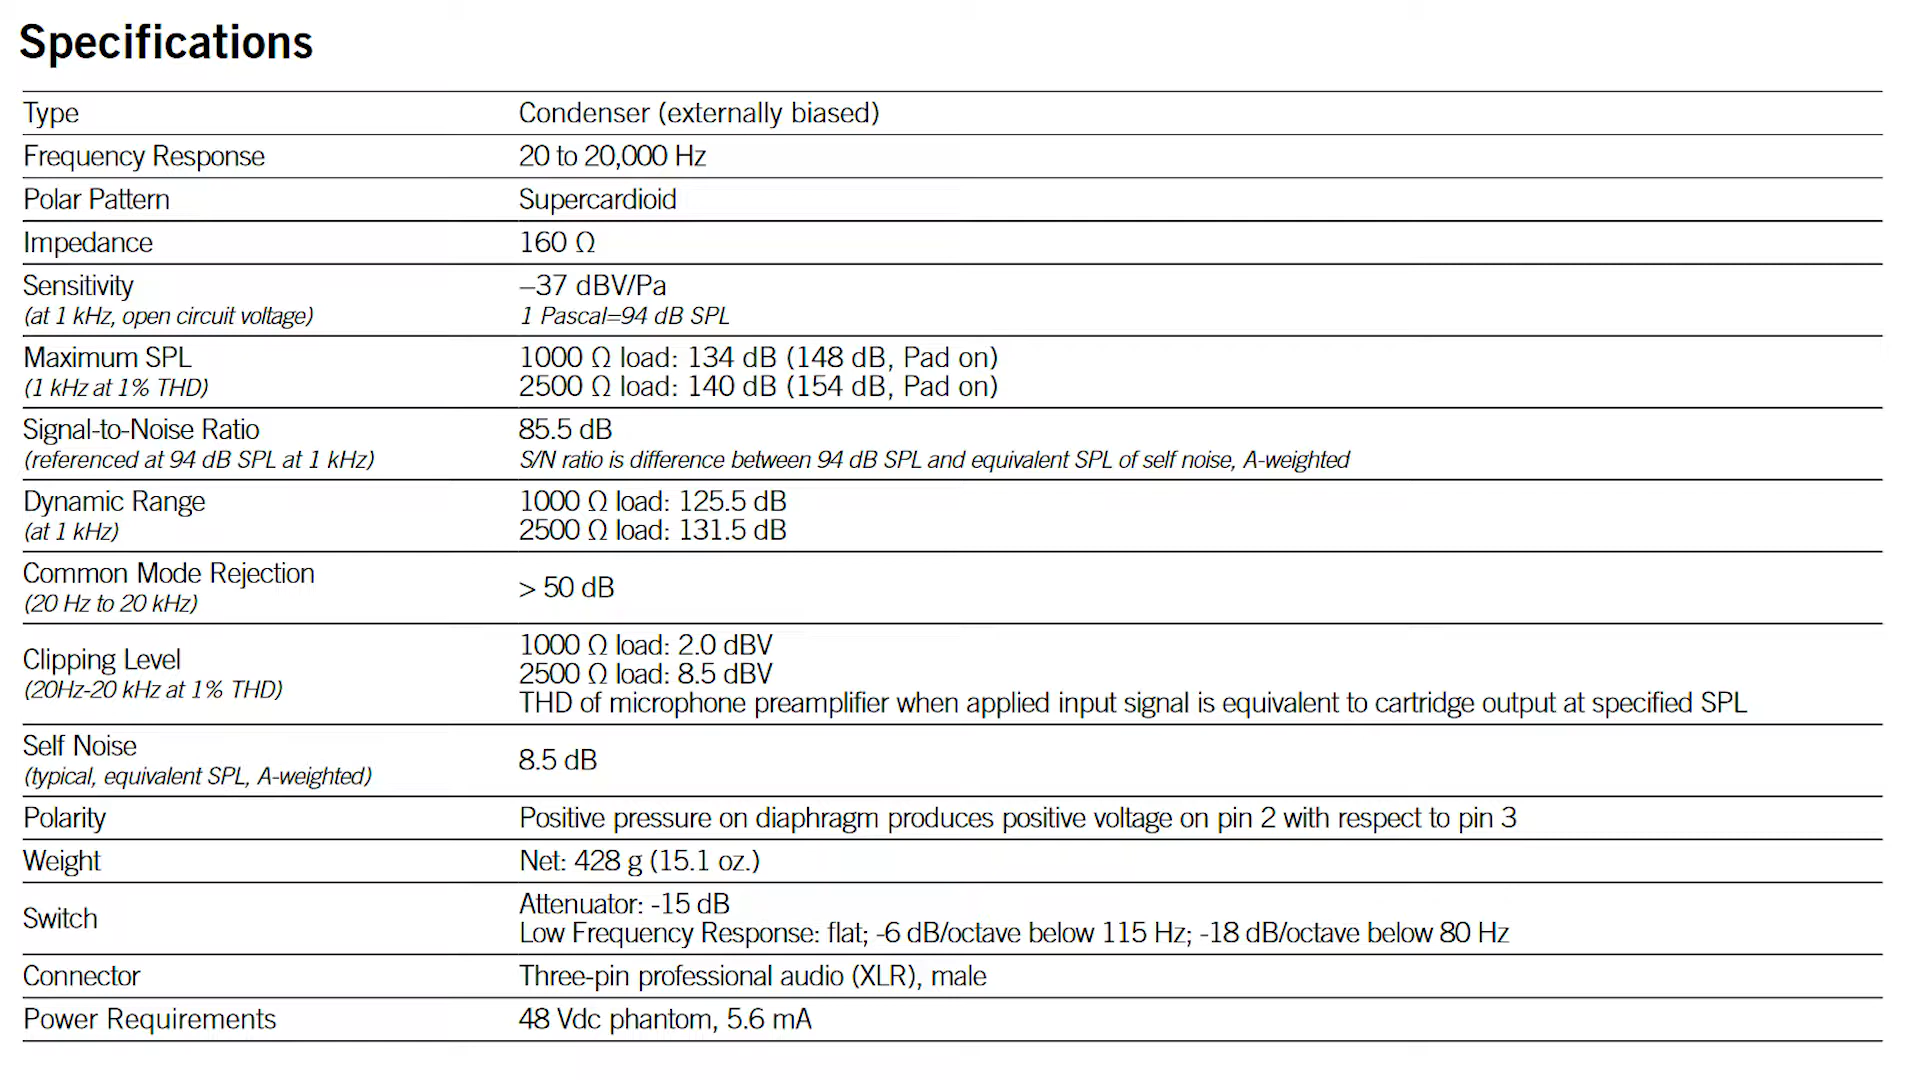 Specifications
Type
Condenser (externally biased)
Frequency Response
20 to 20,000 Hz
Polar Pattern
Supercardioid
Impedance
160 Ω
Sensitivity
(at 1 kHz, open circuit voltage)
–37 dBV/Pa
1 Pascal=94 dB SPL
Maximum SPL
(1 kHz at 1% THD)
1000 Ω load: 134 dB (148 dB, Pad on)
2500 Ω load: 140 dB (154 dB, Pad on)
Signal-to-Noise Ratio
(referenced at 94 dB SPL at 1 kHz)
85.5 dB
S/N ratio is difference between 94 dB SPL and equivalent SPL of self noise, A-weighted
Dynamic Range
(at 1 kHz)
1000 Ω load: 125.5 dB
2500 Ω load: 131.5 dB
Common Mode Rejection
(20 Hz to 20 kHz)
> 50 dB
Clipping Level
(20Hz-20 kHz at 1% THD)
1000 Ω load: 2.0 dBV
2500 Ω load: 8.5 dBV
THD of microphone preamplifier when applied input signal is equivalent to cartridge output at specified SPL
Self Noise
(typical, equivalent SPL, A-weighted)
8.5 dB
Polarity
Positive pressure on diaphragm produces positive voltage on pin 2 with respect to pin 3
Weight
Net: 428 g (15.1 oz.)
Switch
Attenuator: -15 dB
Low Frequency Response: flat; -6 dB/octave below 115 Hz; -18 dB/octave below 80 Hz
Connector
Three-pin professional audio (XLR), male
Power Requirements
48 Vdc phantom, 5.6 mA